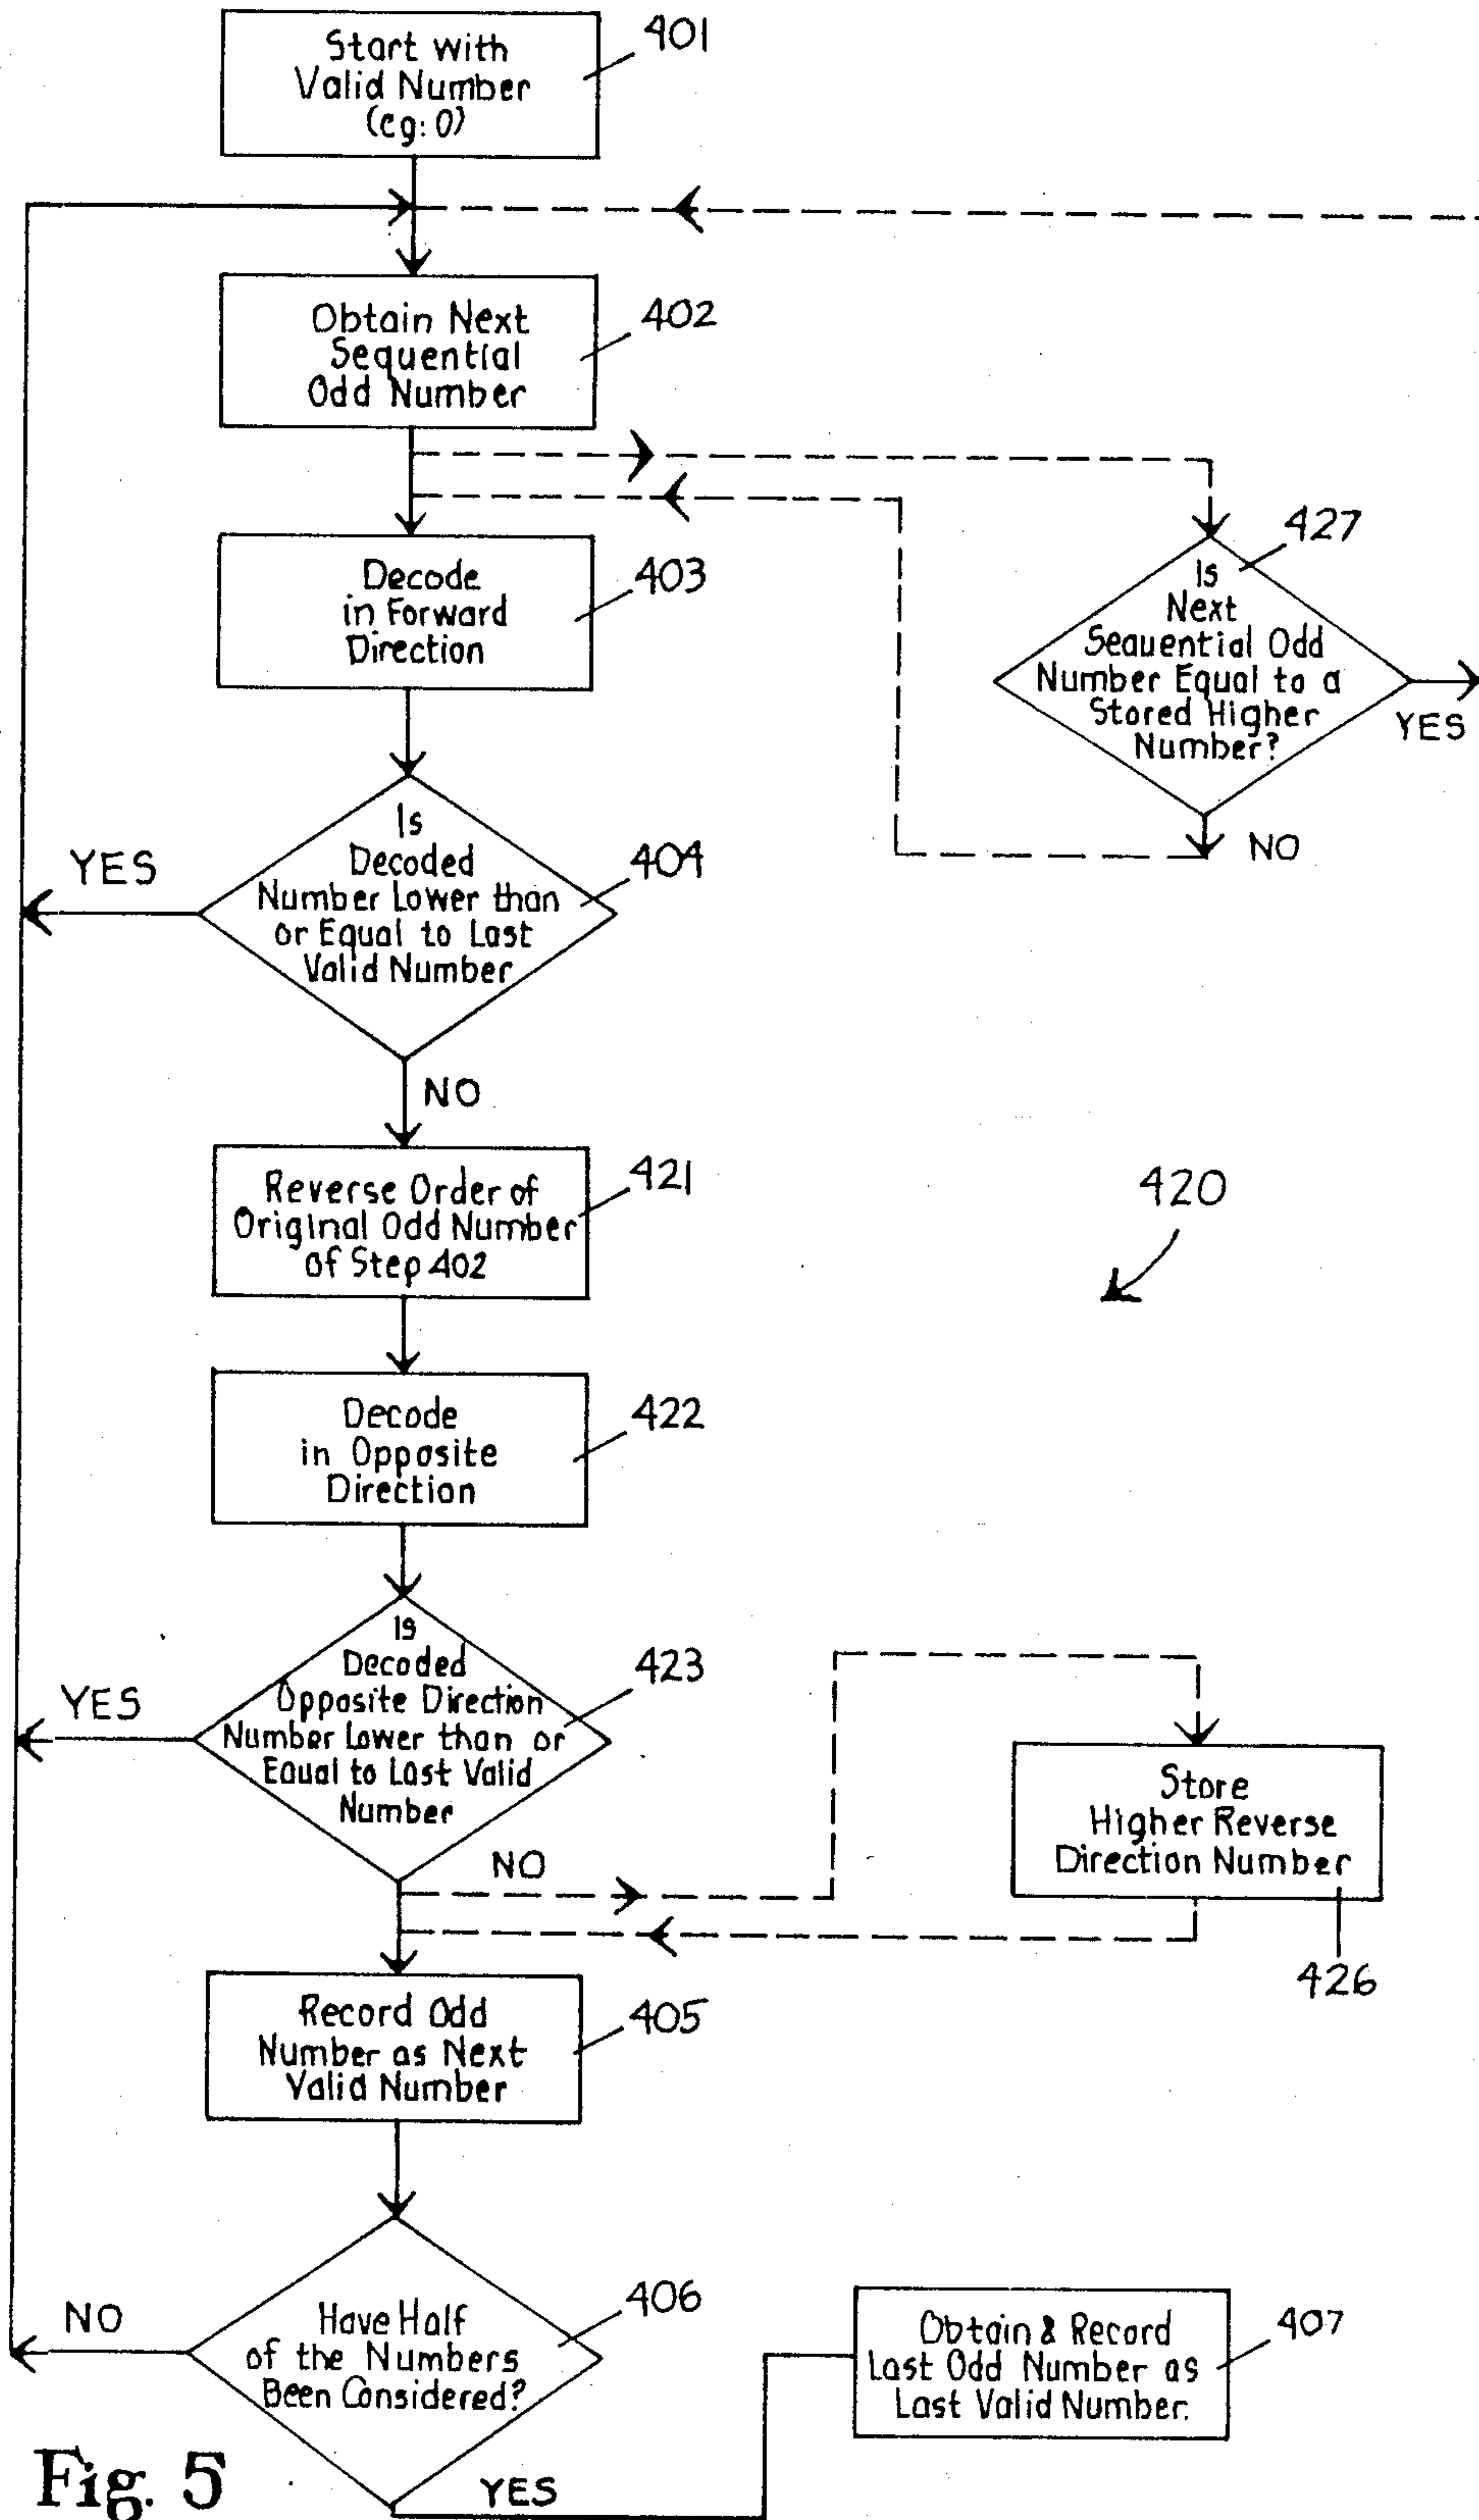 Start with
Valid Number
(eg: 0)
401
Obtain Next
Sequential
Odd Number
402
Decode
in Forward
Direction
403
Is
Next
Sequential Odd
Number Equal to a
Stored Higher
Number?
427
YES
NO
Is
Decoded
Number Lower than
or Equal to Last
Valid Number
404
YES
NO
Reverse Order of
Original Odd Number
of Step 402
421
420
Decode
in Opposite
Direction
422
Is
Decoded
Opposite Direction
Number Lower than or
Equal to Last Valid
Number
423
YES
NO
Store
Higher Reverse
Direction Number
426
Record Odd
Number as Next
Valid Number
405
Have Half
of the Numbers
Been Considered?
406
NO
YES
Obtain & Record
Last Odd Number as
Last Valid Number.
407
Fig. 5